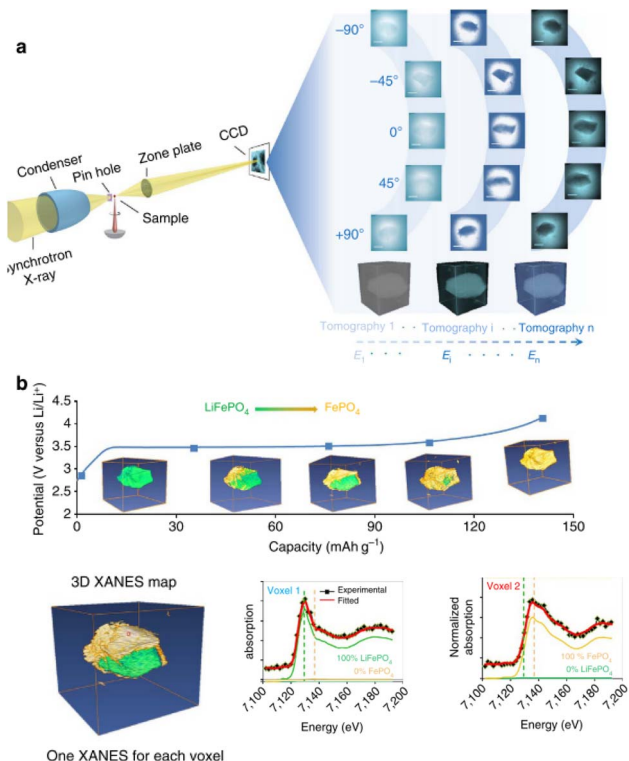 a
−90°
−45°
0°
45°
+90°
CCD
Zone plate
Condenser
Pin hole
Sample
ynchrotron
X-ray
Tomography 1 · · Tomography i · · Tomography n
E1 · · · · Ei · · · · · En
b
LiFePO4
FePO4
Potential (V versus Li/Li+)
4.5
4
3.5
3
2.5
2
0
30
60
90
120
150
Capacity (mAh g−1)
3D XANES map
One XANES for each voxel
Voxel 1
Experimental
Fitted
100% LiFePO4
0% FePO4
absorption
7,100
7,120
7,140
7,160
7,180
7,200
Energy (eV)
Voxel 2
100 % FePO4
0% LiFePO4
Normalized
absorption
7,100
7,120
7,140
7,160
7,180
7,200
Energy (eV)